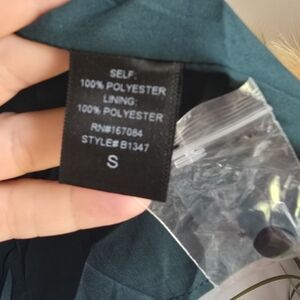 SELF:
100% POLYESTER
LINING:
100% POLYESTER
RN#167084
STYLE# B1347
S